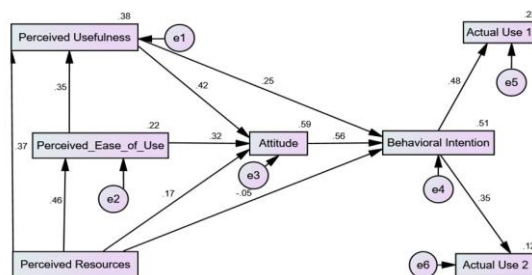 .38
Perceived Usefulness
e1
Actual Use 1
e5
.35
.42
.25
.48
.37
.22
.59
.51
Perceived_Ease_of_Use
.32
Attitude
.56
Behavioral Intention
e2
e3
e4
.46
.17
-.05
.35
.12
Perceived Resources
e6
Actual Use 2